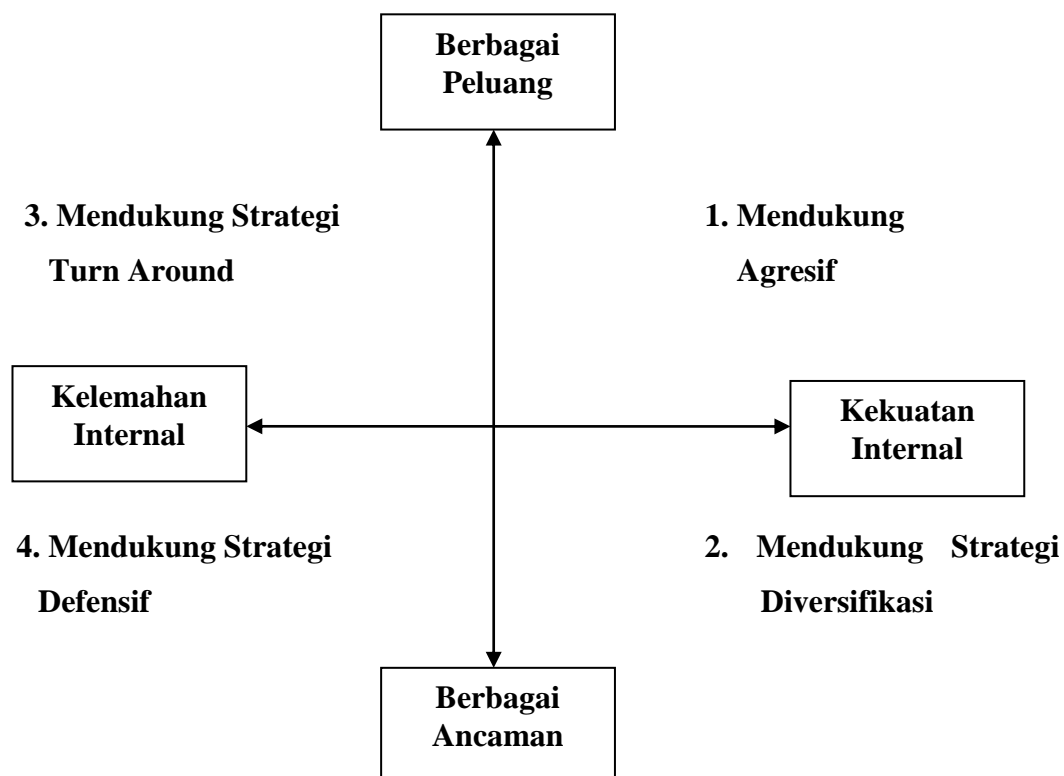 Berbagai
Peluang
3. Mendukung Strategi
Turn Around
1. Mendukung
Agresif
Kelemahan
Internal
Kekuatan
Internal
4. Mendukung Strategi
Defensif
2. Mendukung Strategi
Diversifikasi
Berbagai
Ancaman